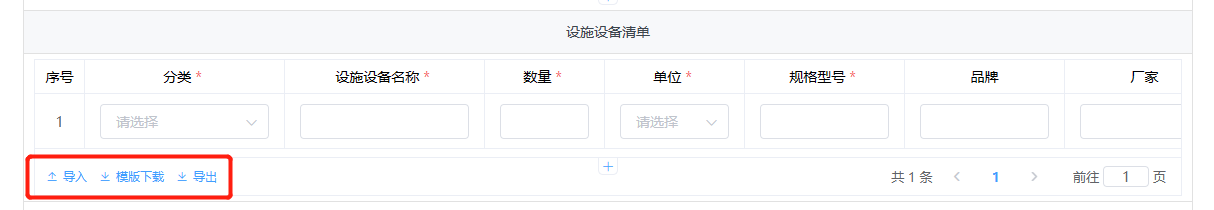 设施设备清单
序号 分类 * 设施设备名称 * 数量 * 单位 * 规格型号 * 品牌 厂家
1 请选择 请选择
导入 模版下载 导出 共 1 条 1 前往 1 页